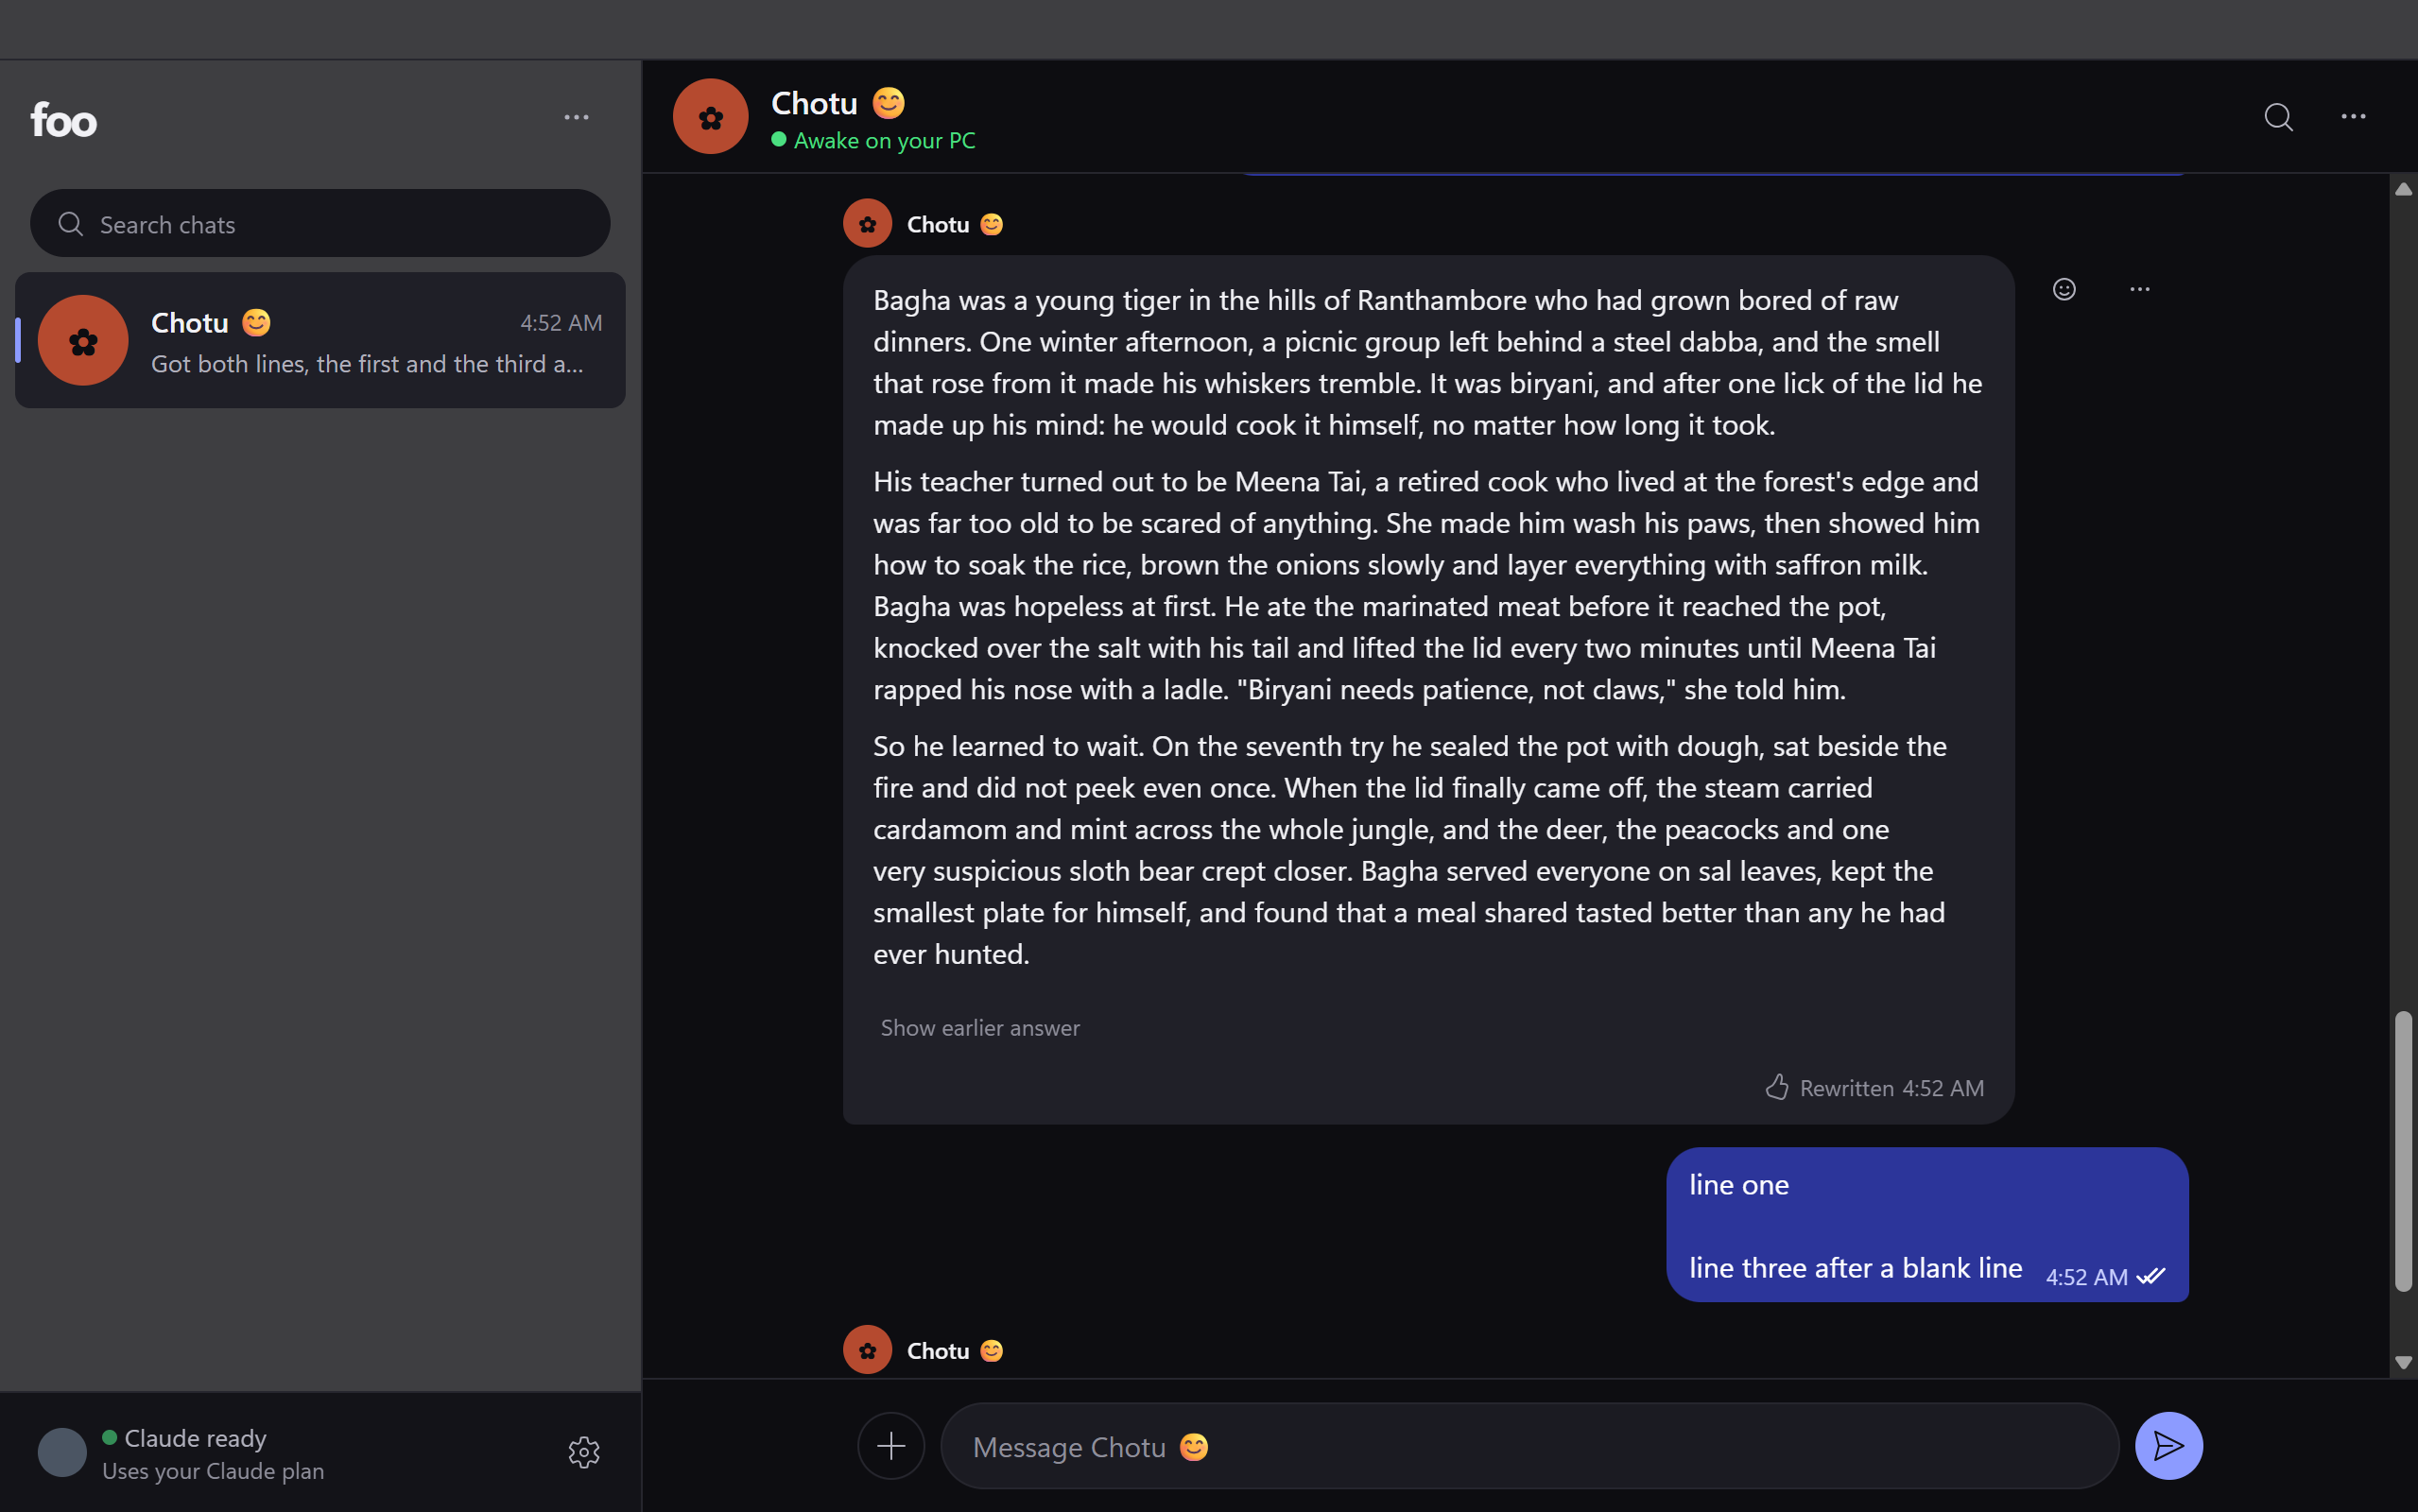 foo
Search chats
Chotu 😊
4:52 AM
Got both lines, the first and the third a...
Claude ready
Uses your Claude plan
Chotu 😊
Awake on your PC
Chotu 😊
Bagha was a young tiger in the hills of Ranthambore who had grown bored of raw
dinners. One winter afternoon, a picnic group left behind a steel dabba, and the smell
that rose from it made his whiskers tremble. It was biryani, and after one lick of the lid he
made up his mind: he would cook it himself, no matter how long it took.
His teacher turned out to be Meena Tai, a retired cook who lived at the forest's edge and
was far too old to be scared of anything. She made him wash his paws, then showed him
how to soak the rice, brown the onions slowly and layer everything with saffron milk.
Bagha was hopeless at first. He ate the marinated meat before it reached the pot,
knocked over the salt with his tail and lifted the lid every two minutes until Meena Tai
rapped his nose with a ladle. "Biryani needs patience, not claws," she told him.
So he learned to wait. On the seventh try he sealed the pot with dough, sat beside the
fire and did not peek even once. When the lid finally came off, the steam carried
cardamom and mint across the whole jungle, and the deer, the peacocks and one
very suspicious sloth bear crept closer. Bagha served everyone on sal leaves, kept the
smallest plate for himself, and found that a meal shared tasted better than any he had
ever hunted.
Show earlier answer
Rewritten 4:52 AM
line one
line three after a blank line
4:52 AM
Chotu 😊
Message Chotu 😊